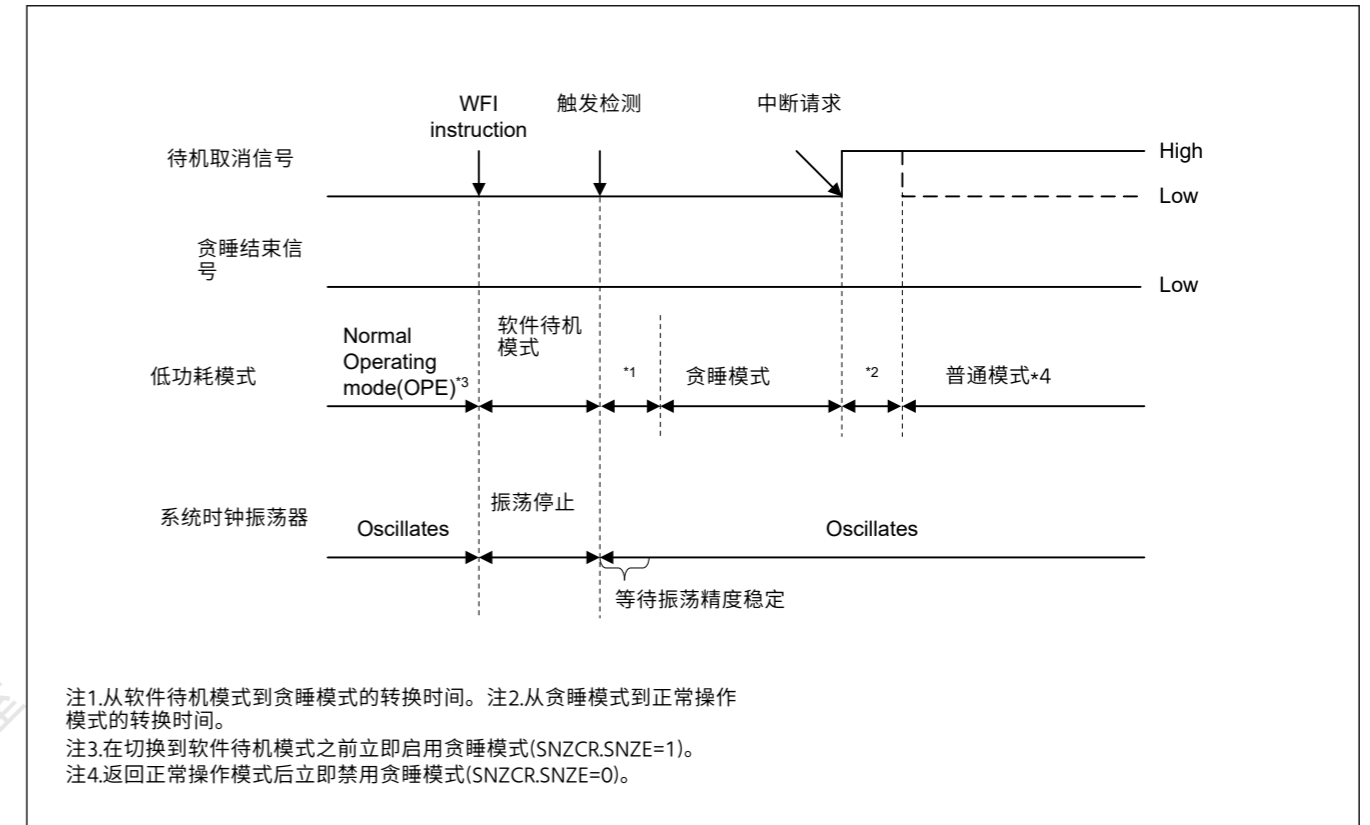 WFI
instruction
触发检测
中断请求
待机取消信号
High
Low
贪睡结束信
号
Low
Normal
Operating
mode(OPE)*3
软件待机
模式
低功耗模式
*1
贪睡模式
*2
普通模式*4
系统时钟振荡器
Oscillates
振荡停止
Oscillates
等待振荡精度稳定
注1.从软件待机模式到贪睡模式的转换时间。注2.从贪睡模式到正常操作
模式的转换时间。
注3.在切换到软件待机模式之前立即启用贪睡模式(SNZCR.SNZE=1)。
注4.返回正常操作模式后立即禁用贪睡模式(SNZCR.SNZE=0)。